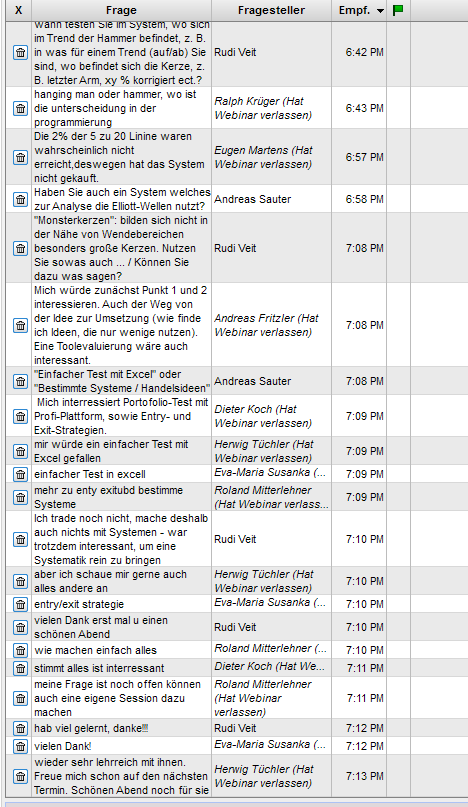 X Frage Fragesteller Empf.
wann testen Sie im System, wo sich
im Trend der Hammer befindet, z. B.
in was für einem Trend (auf/ab) Sie
sind, wo befindet sich die Kerze, z.
B. letzter Arm, xy % korrigiert ect.?
Rudi Veit
6:42 PM
hanging man oder hammer, wo ist
die unterscheidung in der
programmierung
Ralph Krüger (Hat
Webinar verlassen)
6:43 PM
Die 2% der 5 zu 20 Linine waren
wahrscheinlich nicht
erreicht,deswegen hat das System
nicht gekauft.
Eugen Martens (Hat
Webinar verlassen)
6:57 PM
Haben Sie auch ein System welches
zur Analyse die Elliott-Wellen nutzt?
Andreas Sauter
6:58 PM
"Monsterkerzen": bilden sich nicht in
der Nähe von Wendebereichen
besonders große Kerzen. Nutzen
Sie sowas auch ... / Können Sie
dazu was sagen?
Rudi Veit
7:08 PM
Mich würde zunächst Punkt 1 und 2
interessieren. Auch der Weg von
der Idee zur Umsetzung (wie finde
ich Ideen, die nur wenige nutzen).
Eine Toolevaluierung wäre auch
interessant.
Andreas Fritzler (Hat
Webinar verlassen)
7:08 PM
"Einfacher Test mit Excel" oder
"Bestimmte Systeme / Handelsideen"
Andreas Sauter
7:08 PM
Mich interressiert Portofolio-Test mit
Profi-Plattform, sowie Entry- und
Exit-Strategien.
Dieter Koch (Hat
Webinar verlassen)
7:09 PM
mir würde ein einfacher Test mit
Excel gefallen
Herwig Tüchler (Hat
Webinar verlassen)
7:09 PM
einfacher Test in excell
Eva-Maria Susanka (...
7:09 PM
mehr zu enty exitubd bestimme
Systeme
Roland Mitterlehner
(Hat Webinar verlass...
7:09 PM
Ich trade noch nicht, mache deshalb
auch nichts mit Systemen - war
trotzdem interessant, um eine
Systematik rein zu bringen
Rudi Veit
7:10 PM
aber ich schaue mir gerne auch
alles andere an
Herwig Tüchler (Hat
Webinar verlassen)
7:10 PM
entry/exit strategie
Eva-Maria Susanka (...
7:10 PM
vielen Dank erst mal u einen
schönen Abend
Rudi Veit
7:10 PM
wie machen einfach alles
Roland Mitterlehner (...
7:10 PM
stimmt alles ist interressant
Dieter Koch (Hat We...
7:11 PM
meine Frage ist noch offen können
auch eine eigene Session dazu
machen
Roland Mitterlehner
(Hat Webinar
verlassen)
7:11 PM
hab viel gelernt, danke!!!
Rudi Veit
7:12 PM
vielen Dank!
Eva-Maria Susanka (...
7:12 PM
wieder sehr lehrreich mit ihnen.
Freue mich schon auf den nächsten
Termin. Schönen Abend noch für sie
Herwig Tüchler (Hat
Webinar verlassen)
7:13 PM